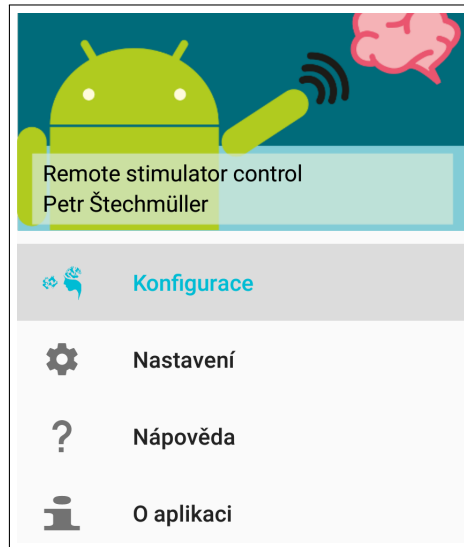 Remote stimulator control
Petr Štechmüller
Konfigurace
Nastavení
Nápověda
O aplikaci